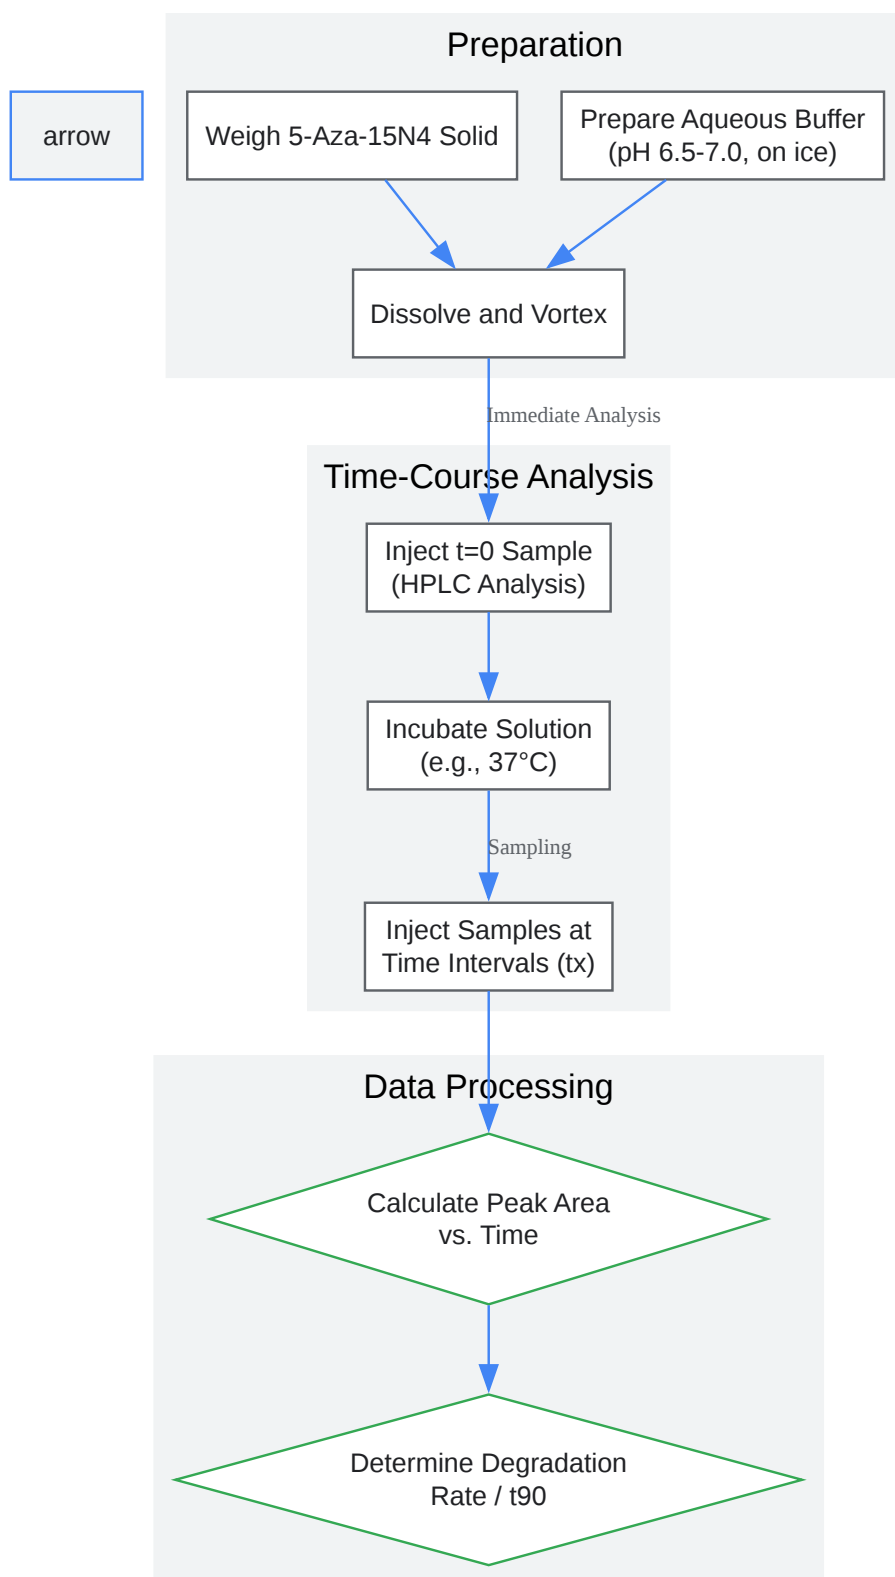 Preparation
arrow
Weigh 5-Aza-15N4 Solid
Prepare Aqueous Buffer
(pH 6.5-7.0, on ice)
Dissolve and Vortex
Immediate Analysis
Time-Course Analysis
Inject t=0 Sample
(HPLC Analysis)
Incubate Solution
(e.g., 37°C)
Sampling
Inject Samples at
Time Intervals (tx)
Data Processing
Calculate Peak Area
vs. Time
Determine Degradation
Rate / t90